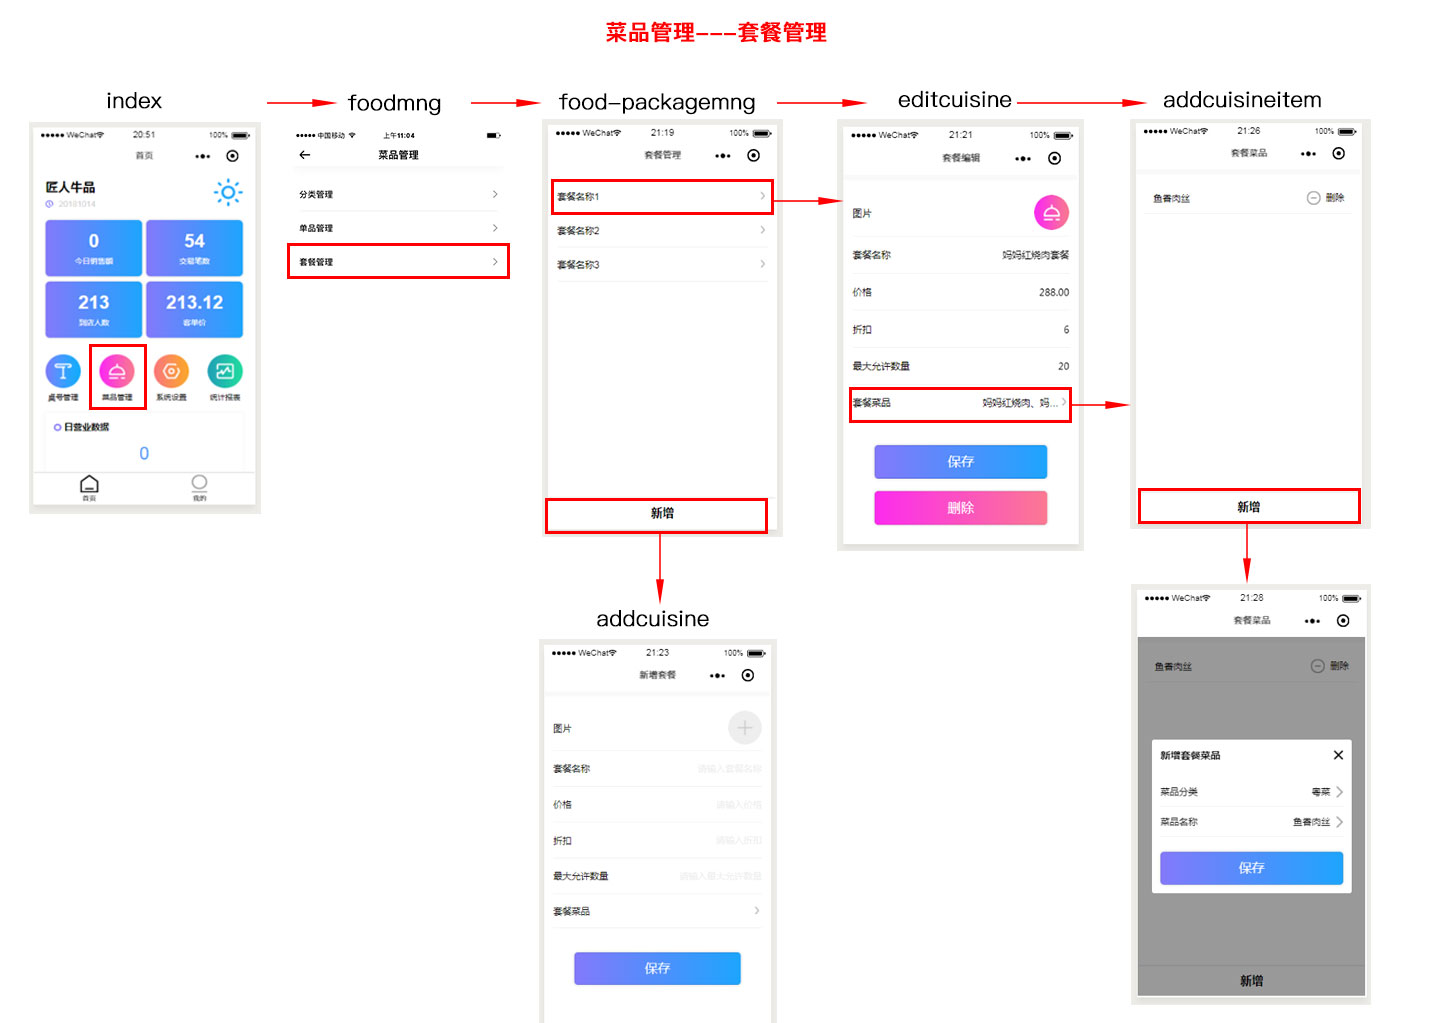 菜品管理---套餐管理
index
foodmng
food-packagemng
editcuisine
addcuisineitem
WeChat 20:51 100%
首页
匠人牛品
20181014
0
今日销售额
54
交易笔数
213
到店人数
213.12
客单价
桌号管理
菜品管理
系统设置
统计报表
日营业数据
0
首页
我的
中国移动 上午11:04
菜品管理
分类管理
单品管理
套餐管理
WeChat 21:19 100%
套餐管理
套餐名称1
套餐名称2
套餐名称3
新增
WeChat 21:21 100%
套餐编辑
图片
套餐名称 妈妈红烧肉套餐
价格 288.00
折扣 6
最大允许数量 20
套餐菜品 妈妈红烧肉、妈...
保存
删除
WeChat 21:26 100%
套餐菜品
鱼香肉丝 删除
新增
addcuisine
WeChat 21:23 100%
新增套餐
图片
套餐名称 请输入套餐名称
价格 请输入价格
折扣 请输入折扣
最大允许数量 请输入最大允许数量
套餐菜品
保存
WeChat 21:28 100%
套餐菜品
鱼香肉丝 删除
新增套餐菜品
菜品分类 粤菜
菜品名称 鱼香肉丝
保存
新增